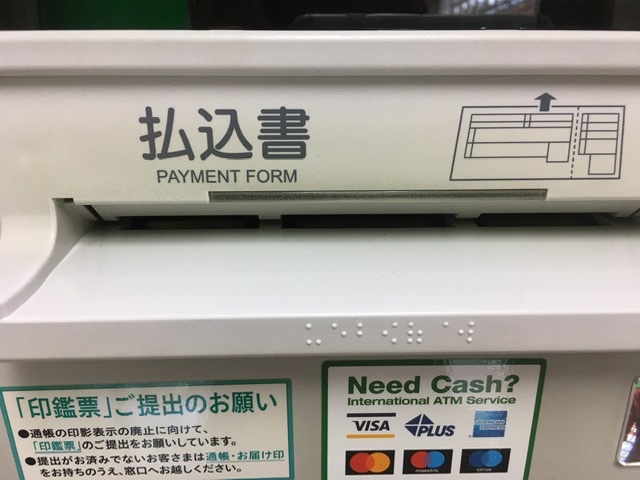 払込書
PAYMENT FORM
「印鑑票」ご提出のお願い
●通帳の印影表示の廃止に向けて、
「印鑑票」のご提出をお願いしています。
●提出がお済みでないお客さまは通帳・お届け印
をお持ちのうえ、窓口へお越しください。
Need Cash?
International ATM Service
VISA PLUS AMERICAN EXPRESS
maestro cirrus